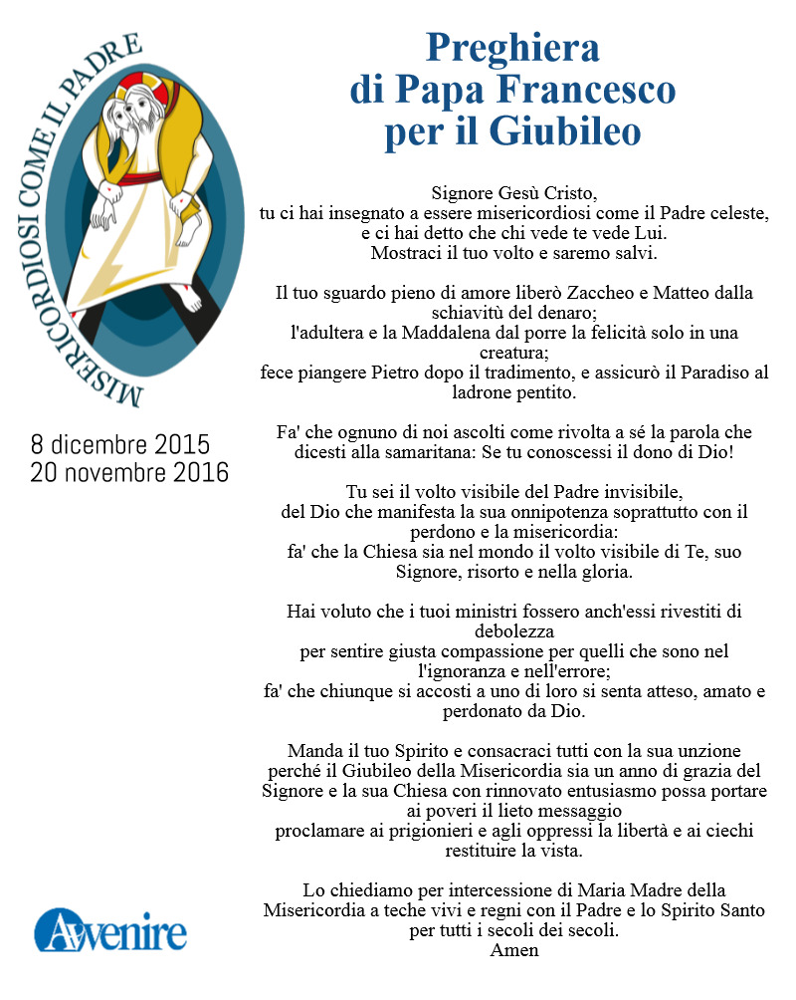 MISERICORDIOSI COME IL PADRE
8 dicembre 2015
20 novembre 2016
Preghiera
di Papa Francesco
per il Giubileo
Signore Gesù Cristo,
tu ci hai insegnato a essere misericordiosi come il Padre celeste,
e ci hai detto che chi vede te vede Lui.
Mostraci il tuo volto e saremo salvi.
Il tuo sguardo pieno di amore liberò Zaccheo e Matteo dalla
schiavitù del denaro;
l'adultera e la Maddalena dal porre la felicità solo in una
creatura;
fece piangere Pietro dopo il tradimento, e assicurò il Paradiso al
ladrone pentito.
Fa' che ognuno di noi ascolti come rivolta a sé la parola che
dicesti alla samaritana: Se tu conoscessi il dono di Dio!
Tu sei il volto visibile del Padre invisibile,
del Dio che manifesta la sua onnipotenza soprattutto con il
perdono e la misericordia:
fa' che la Chiesa sia nel mondo il volto visibile di Te, suo
Signore, risorto e nella gloria.
Hai voluto che i tuoi ministri fossero anch'essi rivestiti di
debolezza
per sentire giusta compassione per quelli che sono nel
l'ignoranza e nell'errore;
fa' che chiunque si accosti a uno di loro si senta atteso, amato e
perdonato da Dio.
Manda il tuo Spirito e consacraci tutti con la sua unzione
perché il Giubileo della Misericordia sia un anno di grazia del
Signore e la sua Chiesa con rinnovato entusiasmo possa portare
ai poveri il lieto messaggio
proclamare ai prigionieri e agli oppressi la libertà e ai ciechi
restituire la vista.
Lo chiediamo per intercessione di Maria Madre della
Misericordia a teche vivi e regni con il Padre e lo Spirito Santo
per tutti i secoli dei secoli.
Amen
Avvenire